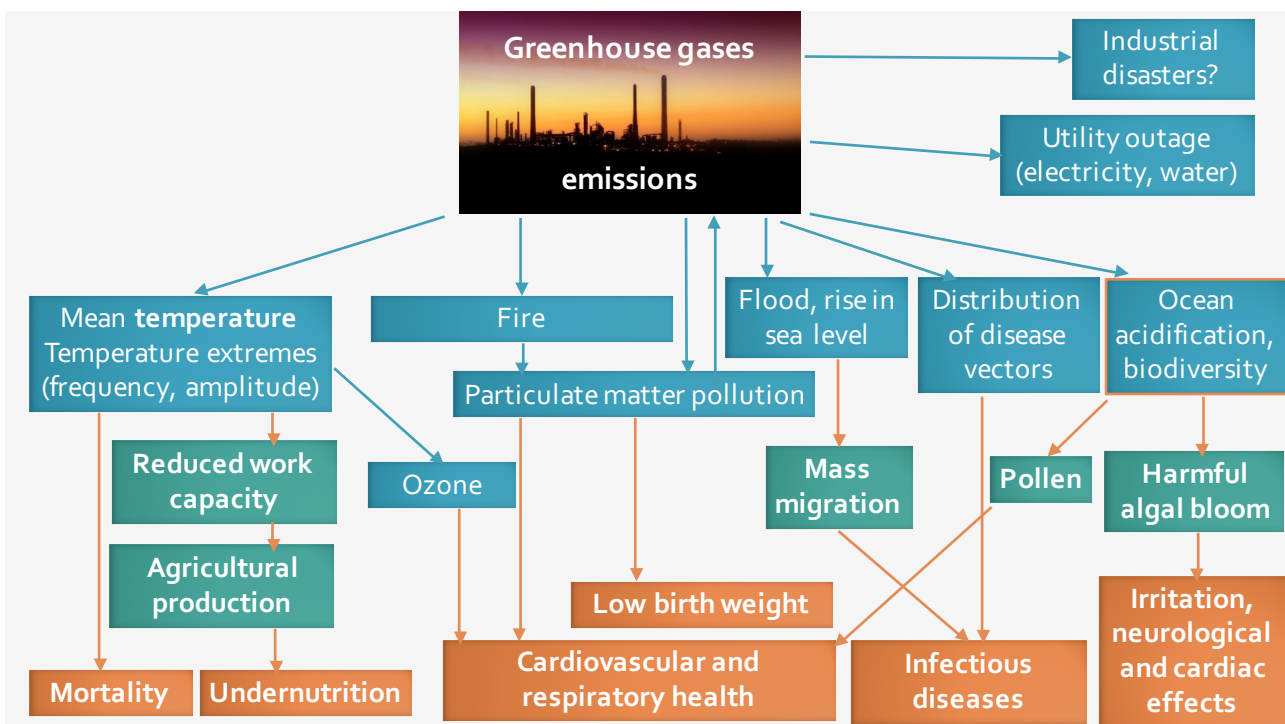 Greenhouse gases
emissions
Industrial
disasters?
Utility outage
(electricity, water)
Mean temperature
Temperature extremes
(frequency, amplitude)
Fire
Particulate matter pollution
Flood, rise in
sea level
Distribution
of disease
vectors
Ocean
acidification,
biodiversity
Reduced work
capacity
Ozone
Mass
migration
Pollen
Harmful
algal bloom
Agricultural
production
Low birth weight
Mortality
Undernutrition
Cardiovascular and
respiratory health
Infectious
diseases
Irritation,
neurological
and cardiac
effects